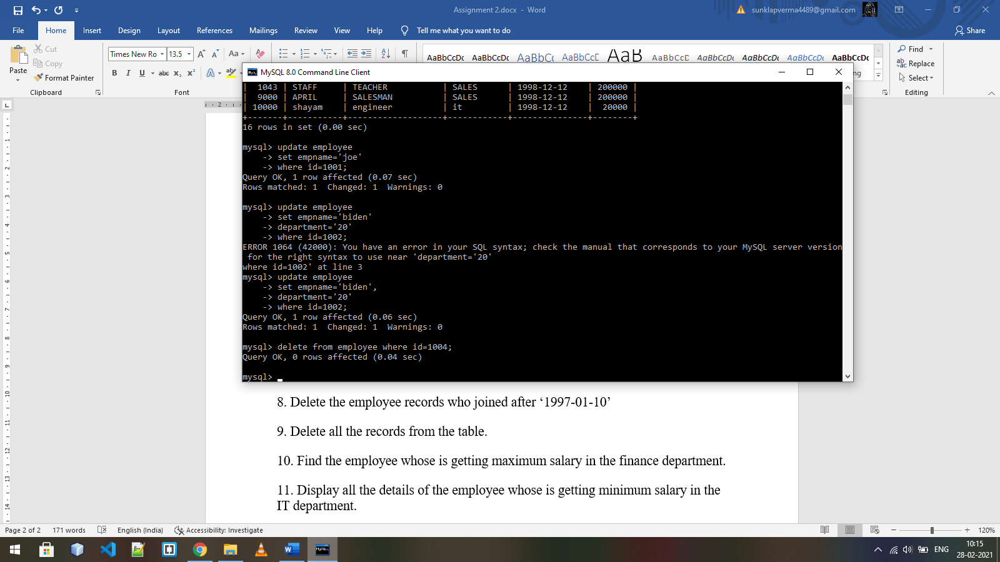 Assignment 2.docx - Word
sunklapverma4489@gmail.com
File Home Insert Design Layout References Mailings Review View Help Tell me what you want to do Share
Paste
Cut
Copy
Format Painter
Clipboard
Times New Ro 13.5
Aa
B I U abc x₂ x²
Font
AaBbCcDc AaBbCcDc AaBbCc AaBbCcD AaB AaBbCcD AaBbCcDc AaBbCcDc AaBbCcDc AaBbCcDc
Find
Replace
Select
Editing
MySQL 8.0 Command Line Client
|  1043 | STAFF     | TEACHER           | SALES      | 1998-12-12    | 200000 |
|  9000 | APRIL     | SALESMAN          | SALES      | 1998-12-12    | 200000 |
| 10000 | shayam    | engineer          | it         | 1998-12-12    |  20000 |
+-------+-----------+-------------------+------------+---------------+--------+
16 rows in set (0.00 sec)
mysql> update employee
-> set empname='joe'
-> where id=1001;
Query OK, 1 row affected (0.07 sec)
Rows matched: 1  Changed: 1  Warnings: 0
mysql> update employee
-> set empname='biden'
-> department='20'
-> where id=1002;
ERROR 1064 (42000): You have an error in your SQL syntax; check the manual that corresponds to your MySQL server version
for the right syntax to use near 'department='20'
where id=1002' at line 3
mysql> update employee
-> set empname='biden',
-> department='20'
-> where id=1002;
Query OK, 1 row affected (0.06 sec)
Rows matched: 1  Changed: 1  Warnings: 0
mysql> delete from employee where id=1004;
Query OK, 0 rows affected (0.04 sec)
mysql>
8. Delete the employee records who joined after ‘1997-01-10’
9. Delete all the records from the table.
10. Find the employee whose is getting maximum salary in the finance department.
11. Display all the details of the employee whose is getting minimum salary in the
IT department.
Page 2 of 2 171 words English (India) Accessibility: Investigate 120%
ENG
10:15
28-02-2021